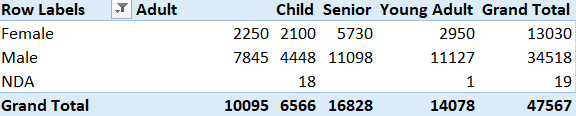 Row Labels Adult Child Senior Young Adult Grand Total
Female 2250 2100 5730 2950 13030
Male 7845 4448 11098 11127 34518
NDA 18 1 19
Grand Total 10095 6566 16828 14078 47567